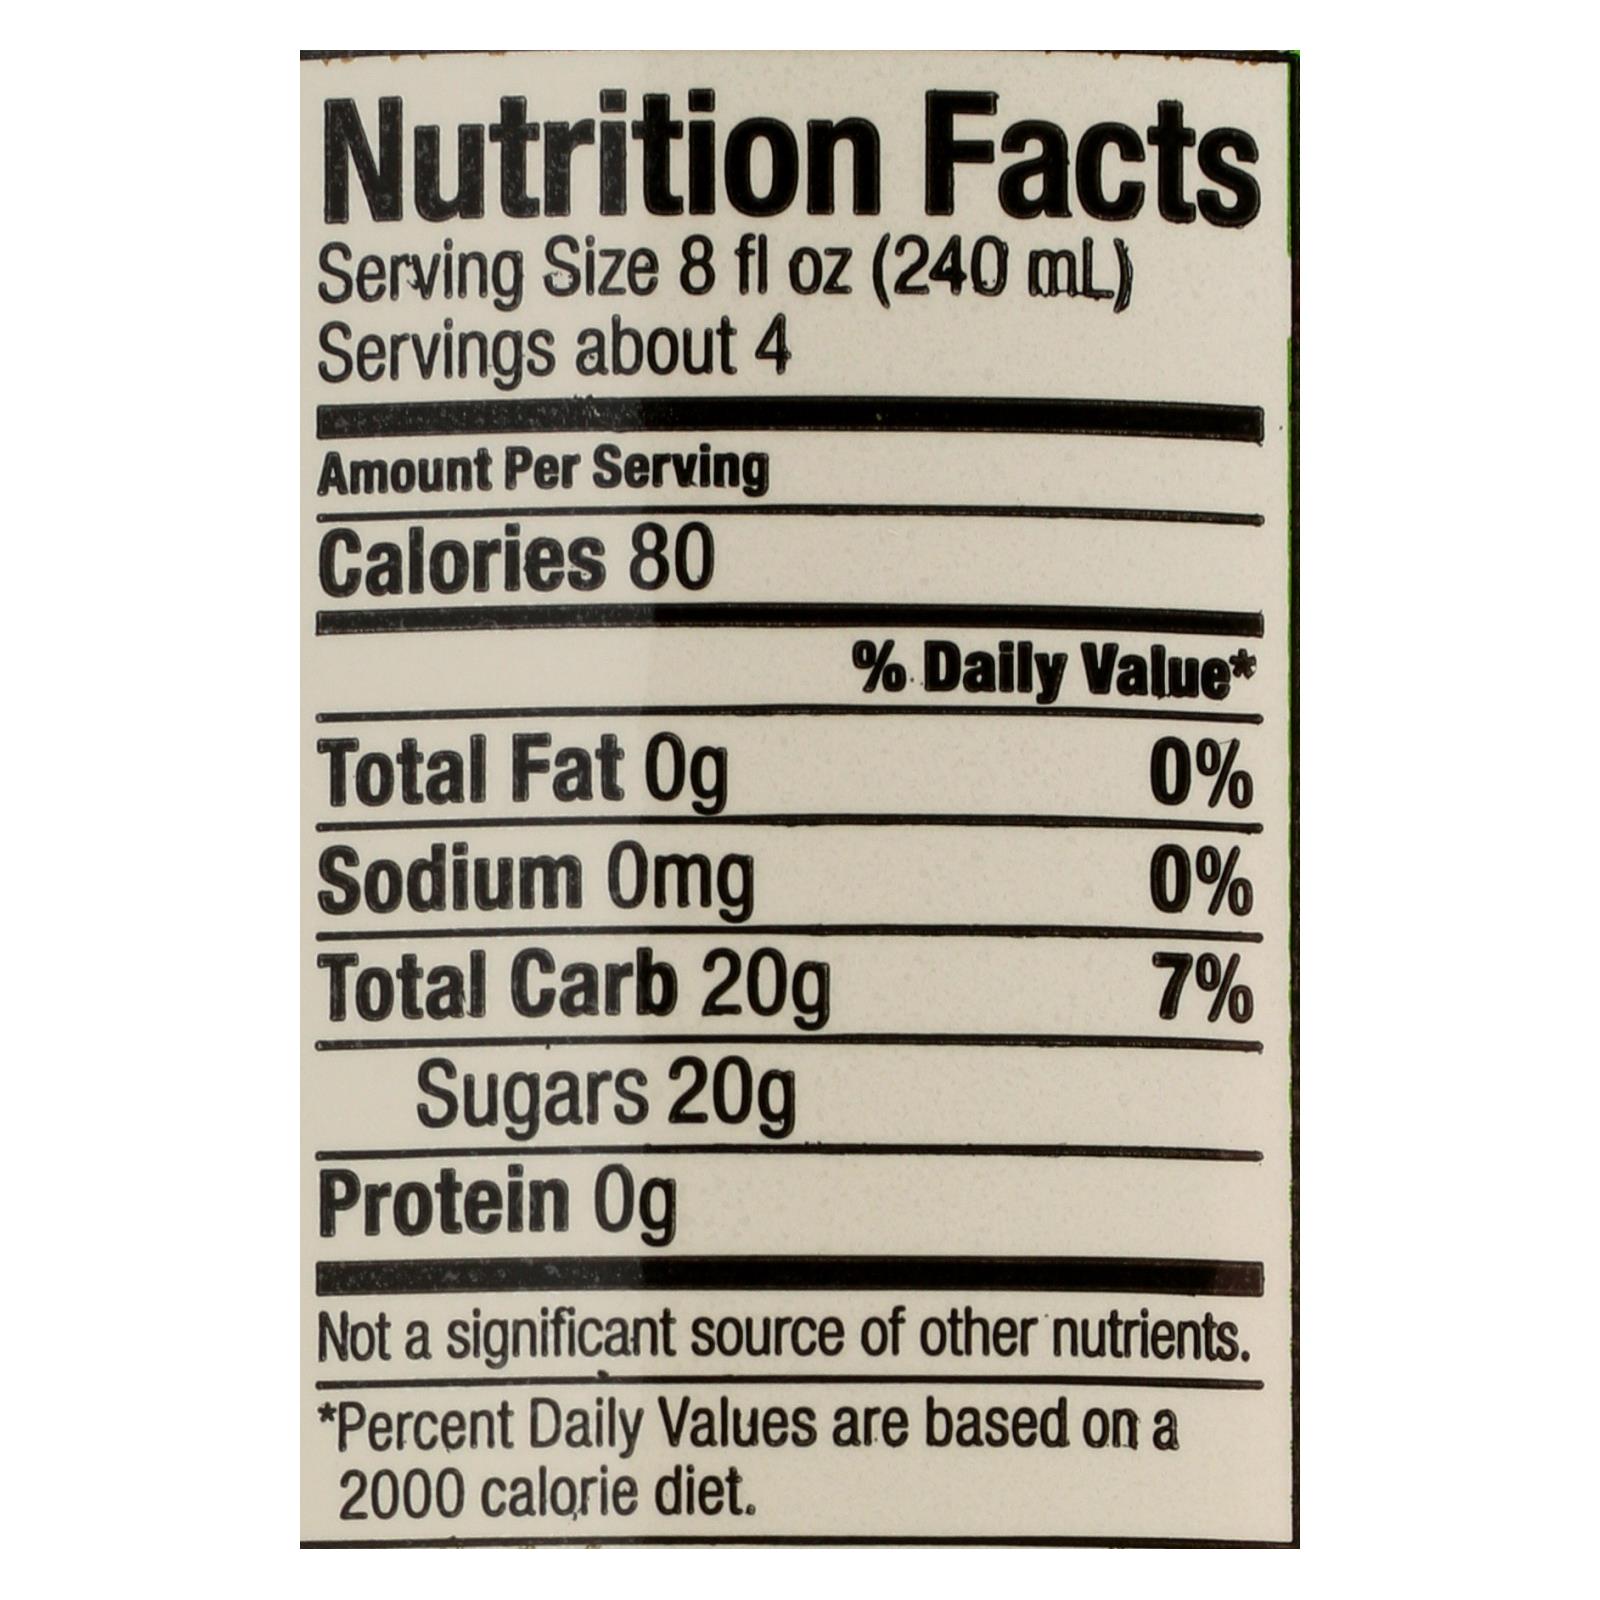 Nutrition Facts
Serving Size 8 fl oz (240 mL)
Servings about 4
Amount Per Serving
Calories 80
% Daily Value*
Total Fat 0g 0%
Sodium 0mg 0%
Total Carb 20g 7%
Sugars 20g
Protein 0g
Not a significant source of other nutrients.
*Percent Daily Values are based on a
2000 calorie diet.